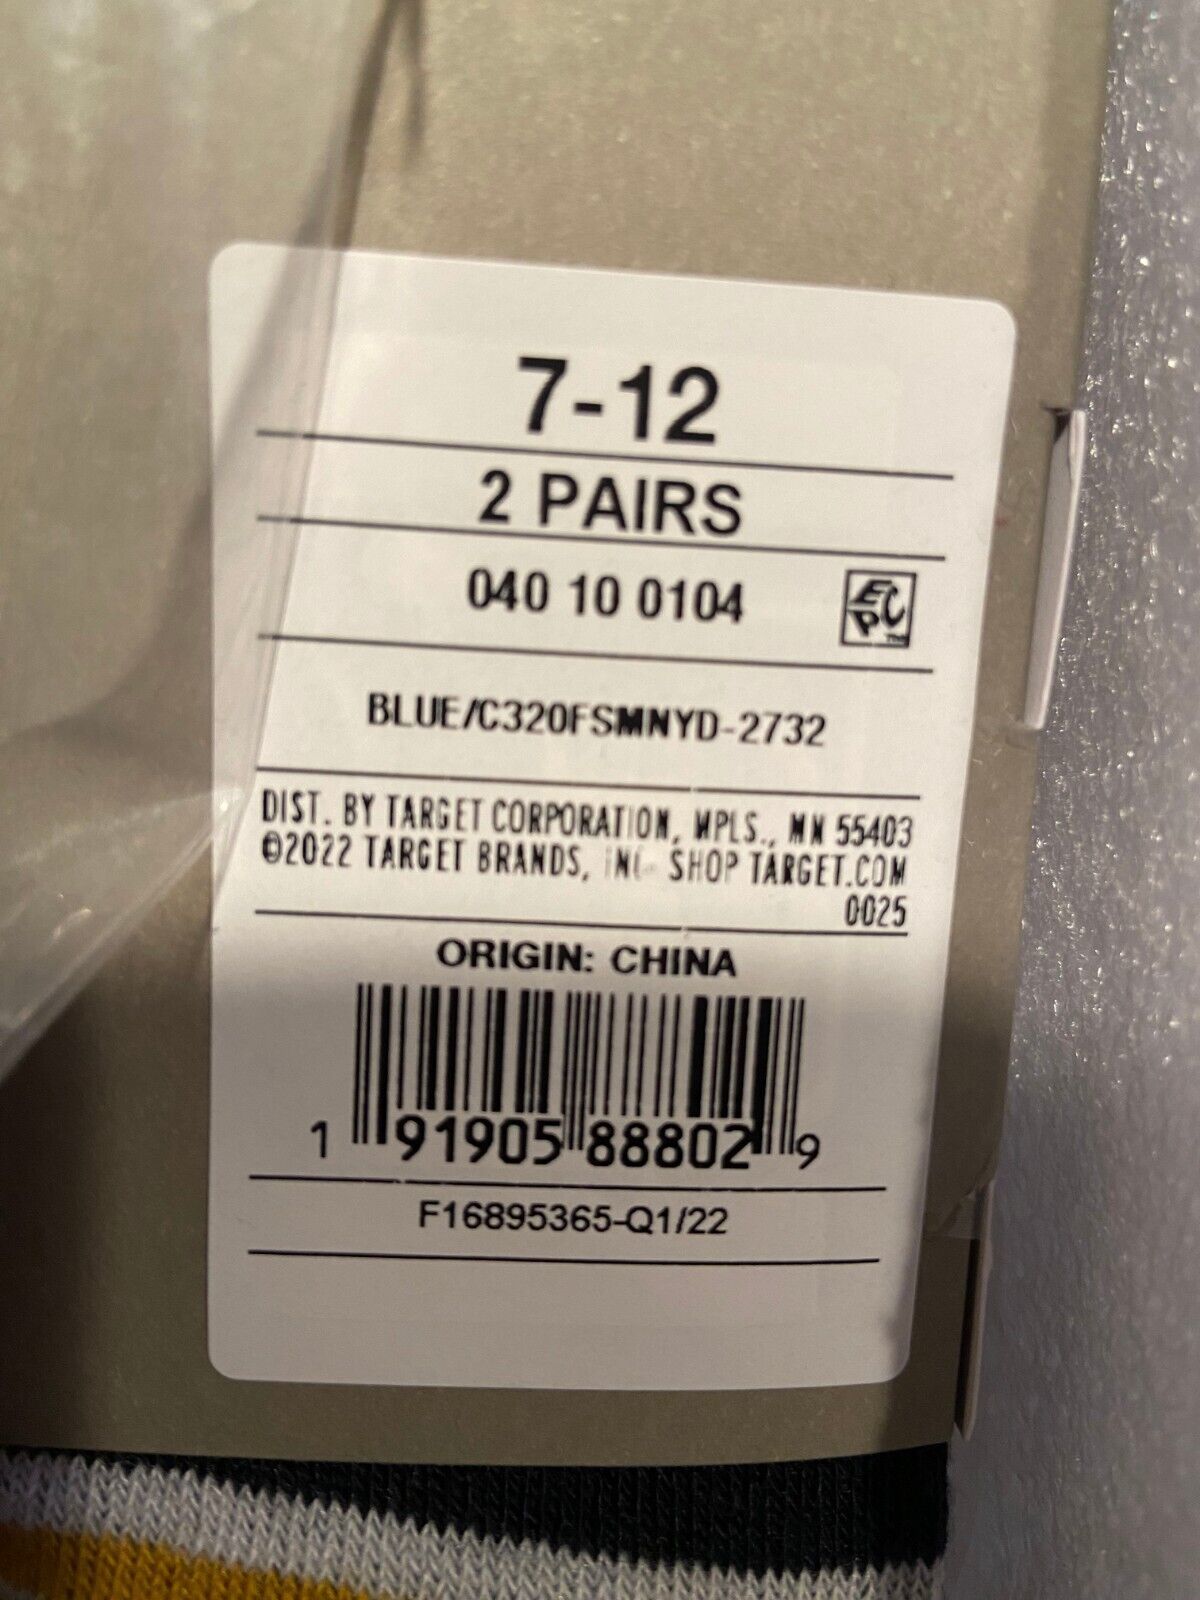 7-12
2 PAIRS
040 10 0104
EPC™
BLUE/C320FSMNYD-2732
DIST. BY TARGET CORPORATION, MPLS., MN 55403
©2022 TARGET BRANDS, INC. SHOP TARGET.COM
0025
ORIGIN: CHINA
1 91905 88802 9
F16895365-Q1/22